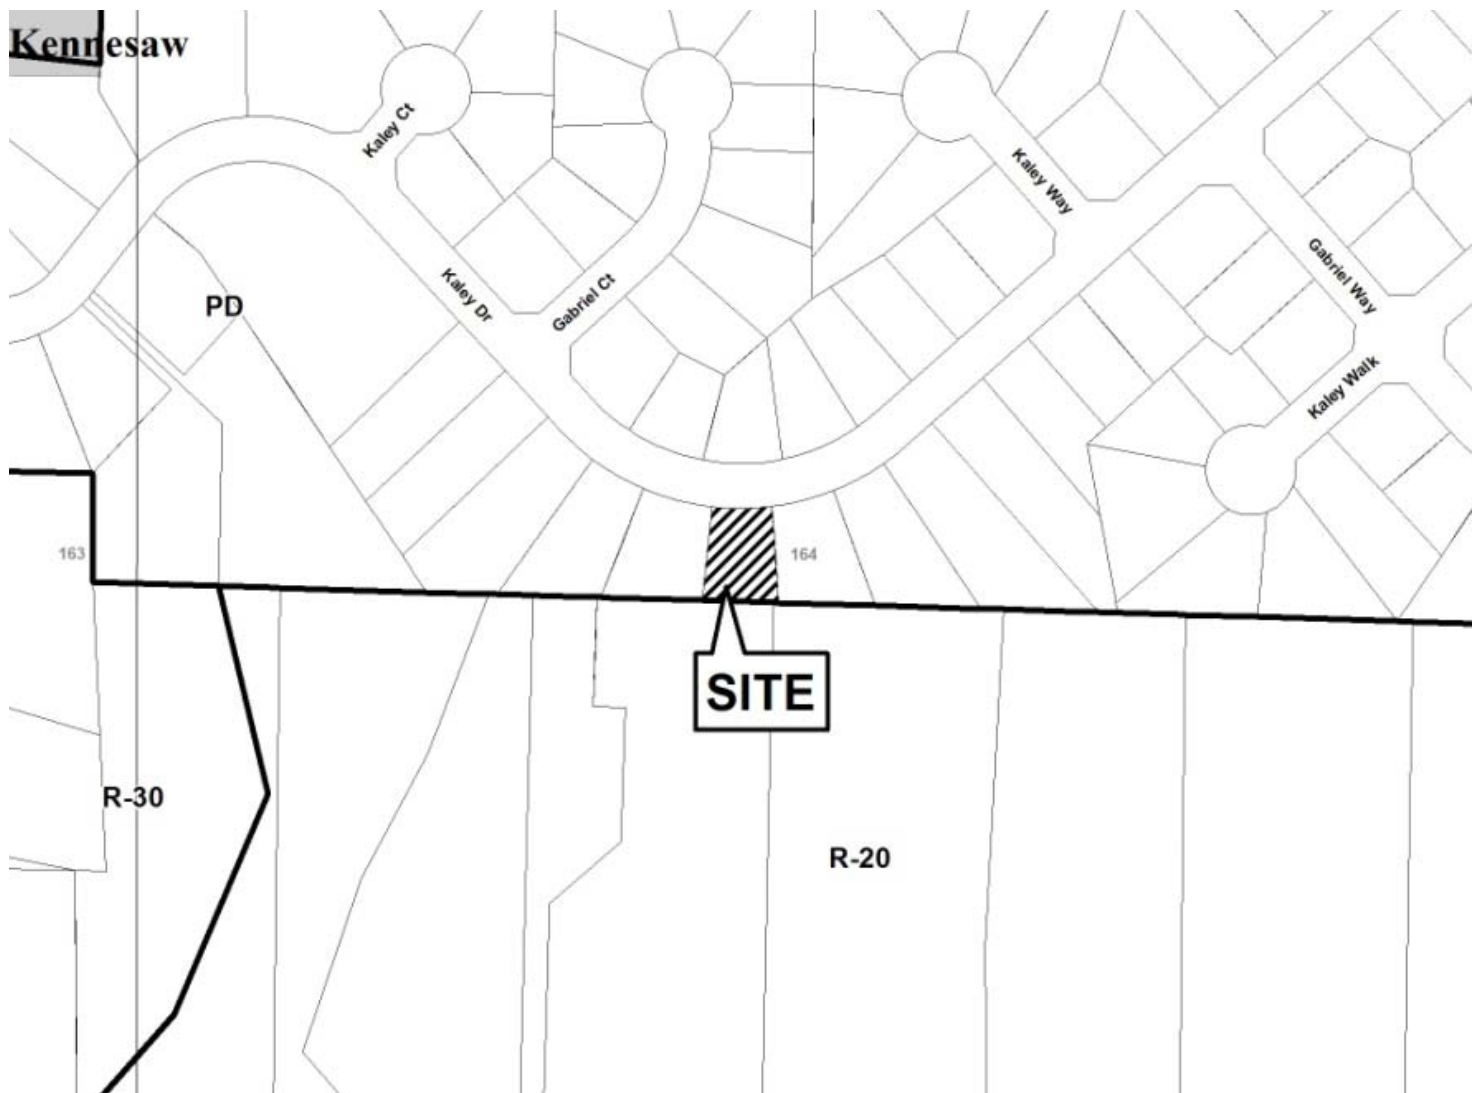 Kennesaw
Kaley Ct
Kaley Way
Gabriel Way
Kaley Dr
Gabriel Ct
PD
Kaley Walk
163
164
SITE
R-30
R-20